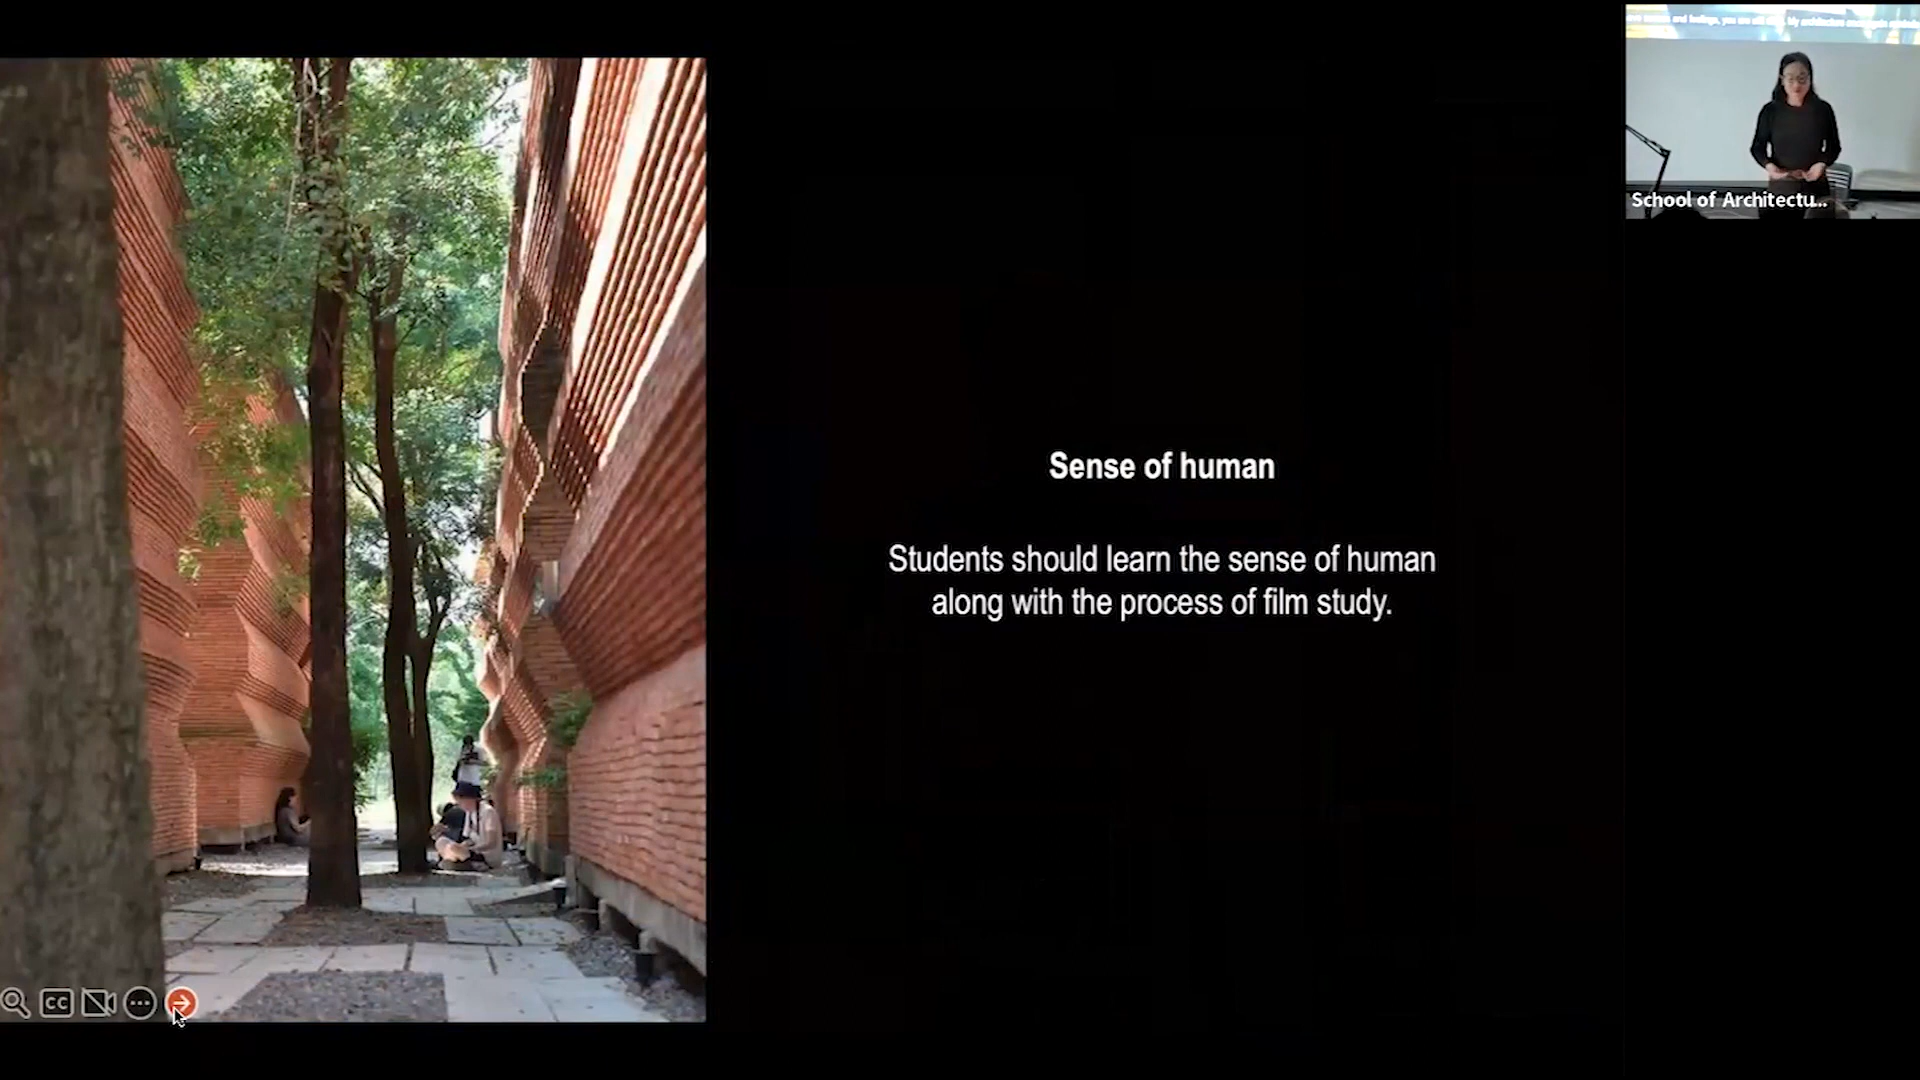 Sense of human
Students should learn the sense of human
along with the process of film study.
School of Architectu...
CC